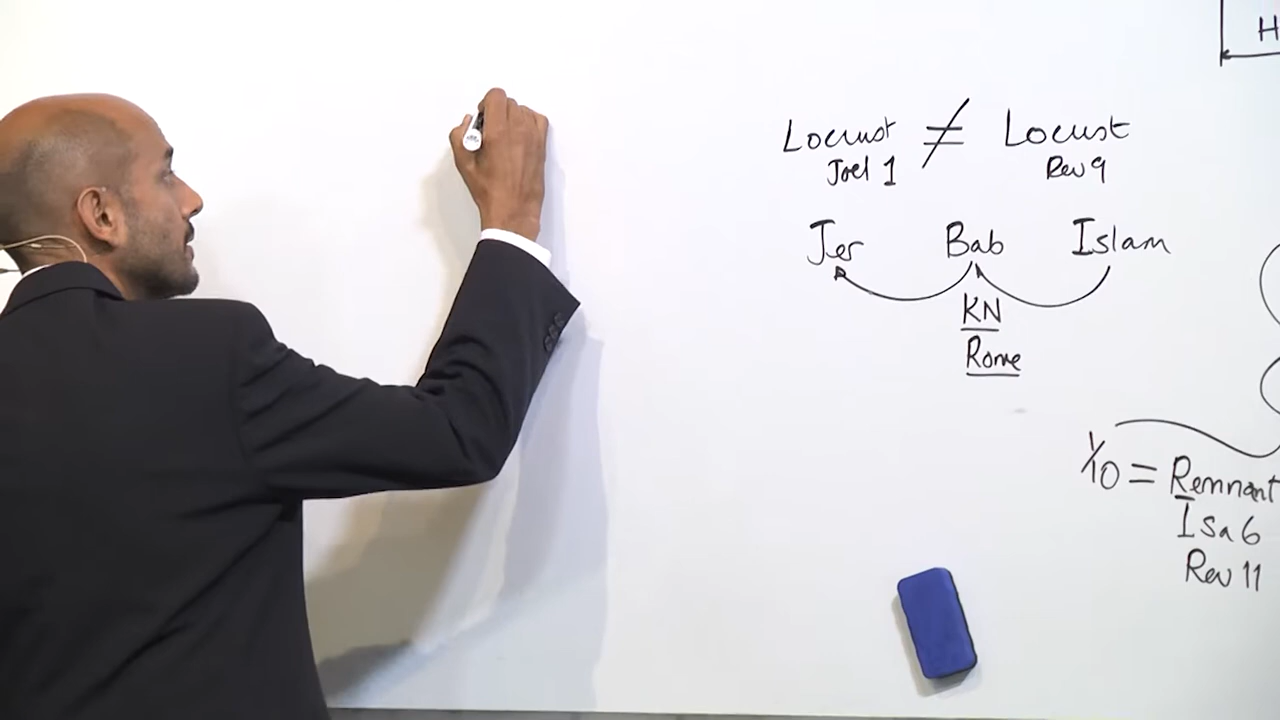 H
Locust ≠ Locust
Joel 1 Rev 9
Jer Bab Islam
KN
Rome
1/10 = Remnant
Isa 6
Rev 11